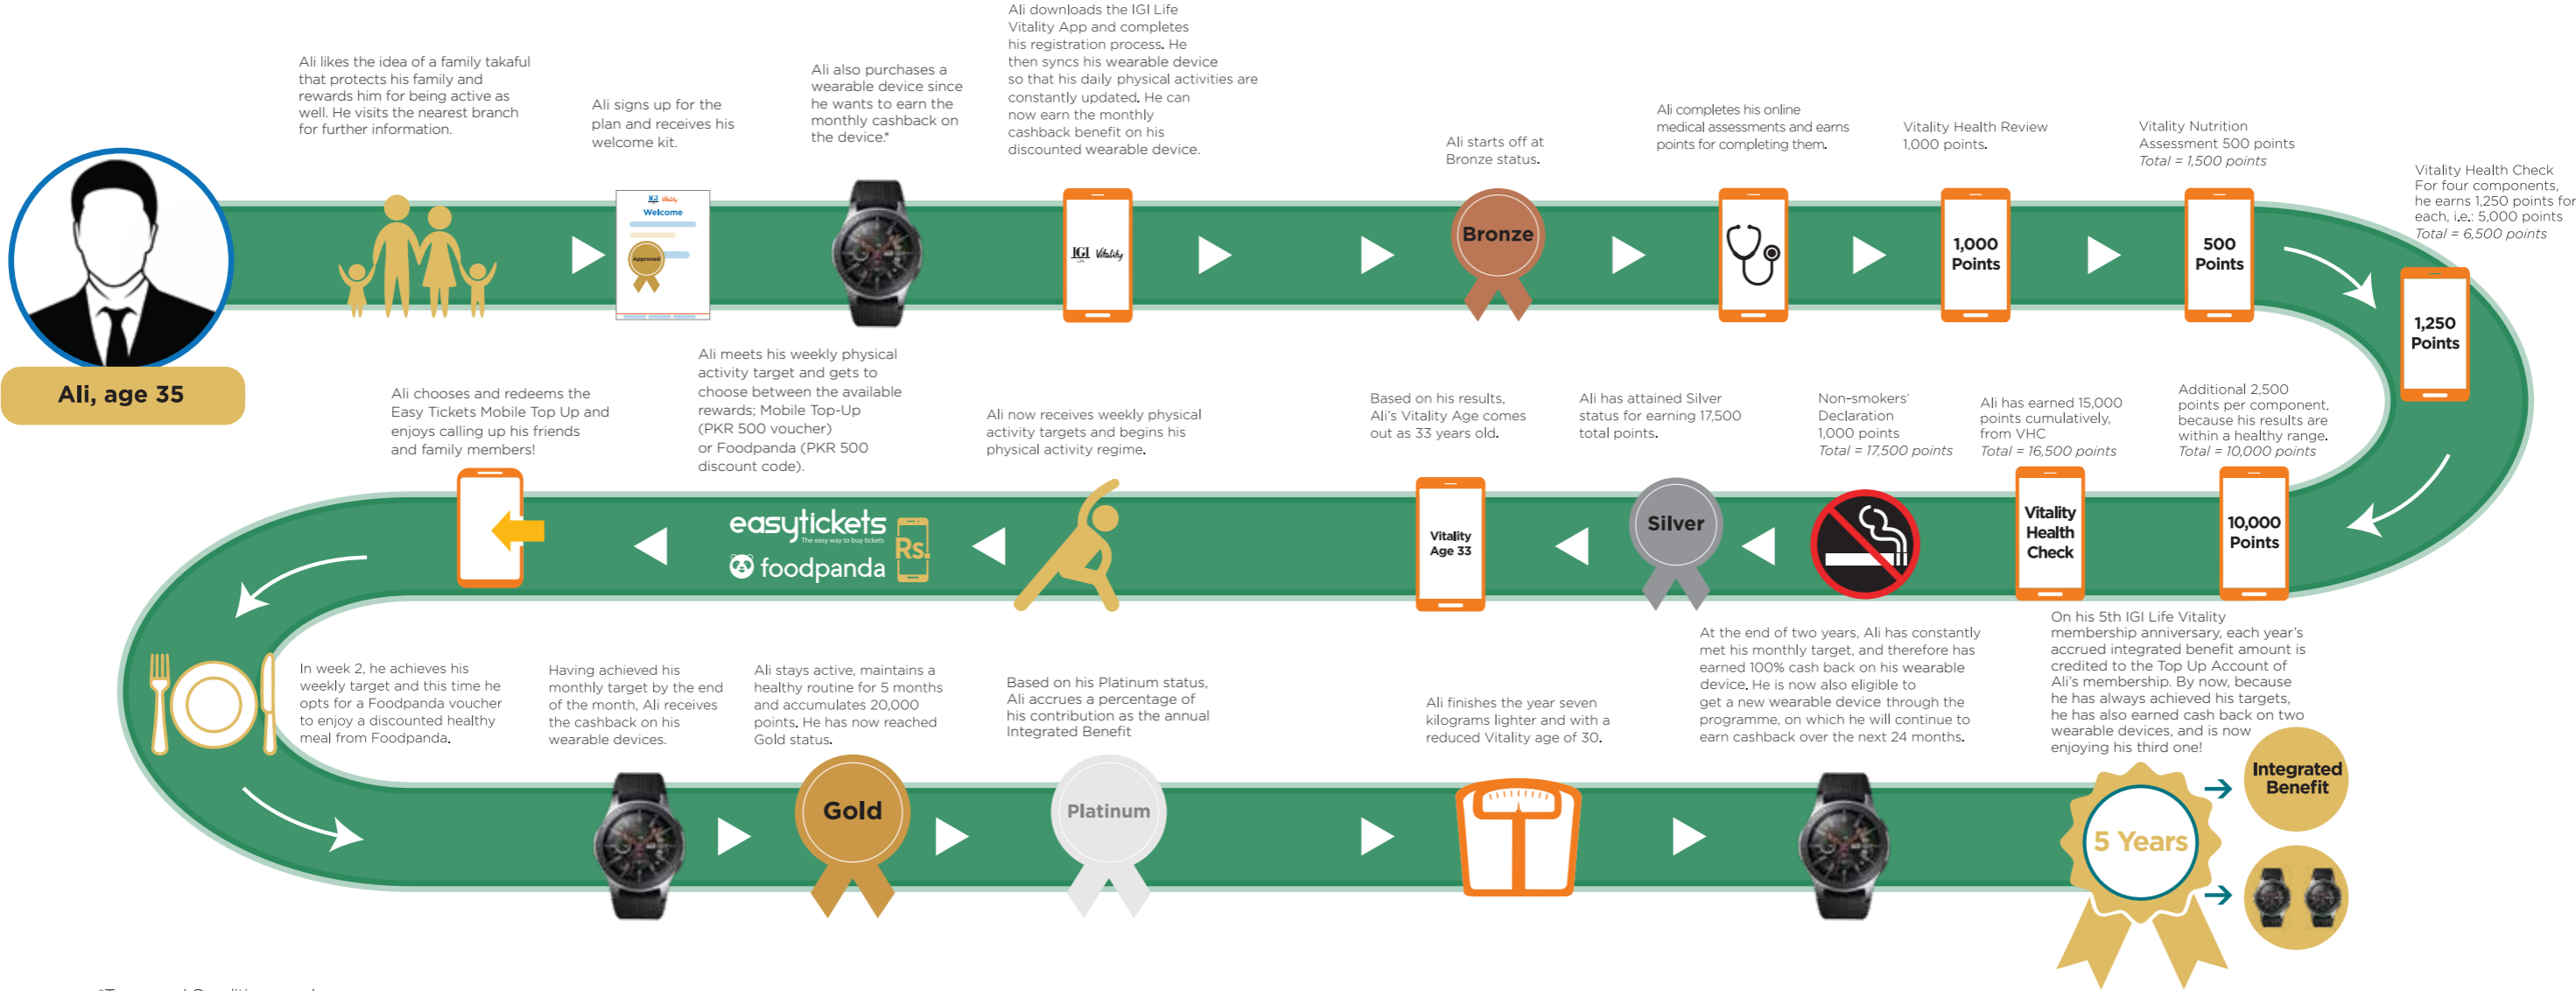 Ali likes the idea of a family takaful
that protects his family and
rewards him for being active as
well. He visits the nearest branch
for further information.
Ali signs up for the
plan and receives his
welcome kit.
Ali also purchases a
wearable device since
he wants to earn the
monthly cashback on
the device.*
Ali downloads the IGI Life
Vitality App and completes
his registration process. He
then syncs his wearable device
so that his daily physical activities are
constantly updated. He can
now earn the monthly
cashback benefit on his
discounted wearable device.
Ali starts off at
Bronze status.
Ali completes his online
medical assessments and earns
points for completing them.
Vitality Health Review
1,000 points.
Vitality Nutrition
Assessment 500 points
Total = 1,500 points
Vitality Health Check
For four components,
he earns 1,250 points for
each, i.e.: 5,000 points
Total = 6,500 points
IGI Vitality
Welcome
Approved
IGI Vitality
LIFE
Bronze
1,000
Points
500
Points
1,250
Points
Ali, age 35
Additional 2,500
points per component,
because his results are
within a healthy range.
Total = 10,000 points
Ali has earned 15,000
points cumulatively,
from VHC
Total = 16,500 points
Non-smokers'
Declaration
1,000 points
Total = 17,500 points
Ali has attained Silver
status for earning 17,500
total points.
Based on his results,
Ali's Vitality Age comes
out as 33 years old.
Ali now receives weekly physical
activity targets and begins his
physical activity regime.
Ali meets his weekly physical
activity target and gets to
choose between the available
rewards; Mobile Top-Up
(PKR 500 voucher)
or Foodpanda (PKR 500
discount code).
Ali chooses and redeems the
Easy Tickets Mobile Top Up and
enjoys calling up his friends
and family members!
10,000
Points
Vitality
Health
Check
Silver
Vitality
Age 33
easytickets
The easy way to buy tickets
foodpanda
Rs.
In week 2, he achieves his
weekly target and this time he
opts for a Foodpanda voucher
to enjoy a discounted healthy
meal from Foodpanda.
Having achieved his
monthly target by the end
of the month, Ali receives
the cashback on his
wearable devices.
Ali stays active, maintains a
healthy routine for 5 months
and accumulates 20,000
points. He has now reached
Gold status.
Based on his Platinum status,
Ali accrues a percentage of
his contribution as the annual
Integrated Benefit
Ali finishes the year seven
kilograms lighter and with a
reduced Vitality age of 30.
At the end of two years, Ali has constantly
met his monthly target, and therefore has
earned 100% cash back on his wearable
device. He is now also eligible to
get a new wearable device through the
programme, on which he will continue to
earn cashback over the next 24 months.
On his 5th IGI Life Vitality
membership anniversary, each year's
accrued integrated benefit amount is
credited to the Top Up Account of
Ali's membership. By now, because
he has always achieved his targets,
he has also earned cash back on two
wearable devices, and is now
enjoying his third one!
Gold
Platinum
5 Years
Integrated
Benefit